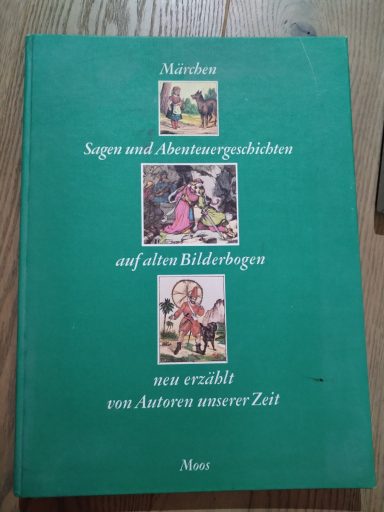 Märchen
Sagen und Abenteuergeschichten
auf alten Bilderbogen
neu erzählt
von Autoren unserer Zeit
Moos